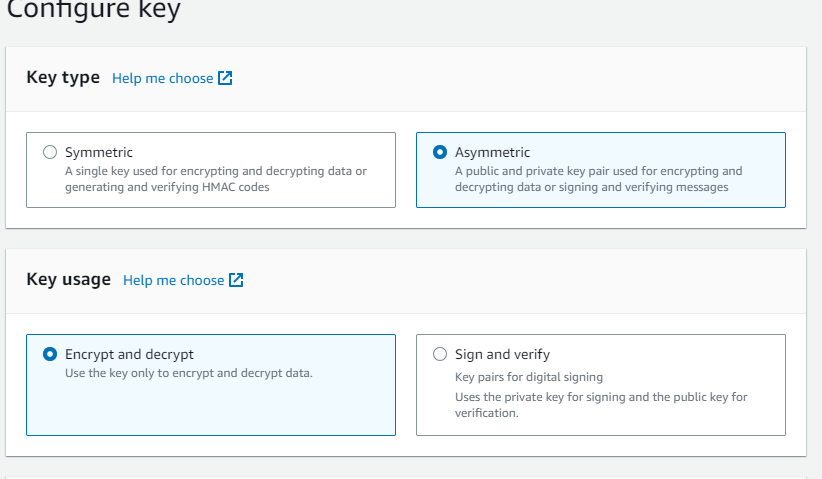 Configure key
Key type Help me choose
Symmetric
A single key used for encrypting and decrypting data or
generating and verifying HMAC codes
Asymmetric
A public and private key pair used for encrypting and
decrypting data or signing and verifying messages
Key usage Help me choose
Encrypt and decrypt
Use the key only to encrypt and decrypt data.
Sign and verify
Key pairs for digital signing
Uses the private key for signing and the public key for
verification.